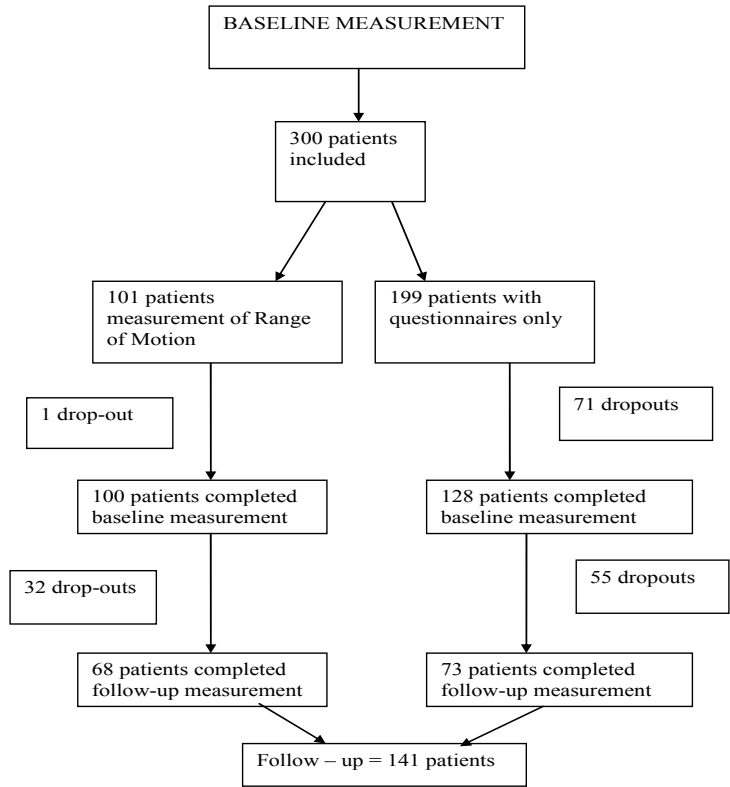 BASELINE MEASUREMENT
300 patients
included
101 patients
measurement of Range
of Motion
199 patients with
questionnaires only
1 drop-out
71 dropouts
100 patients completed
baseline measurement
128 patients completed
baseline measurement
32 drop-outs
55 dropouts
68 patients completed
follow-up measurement
73 patients completed
follow-up measurement
Follow – up = 141 patients